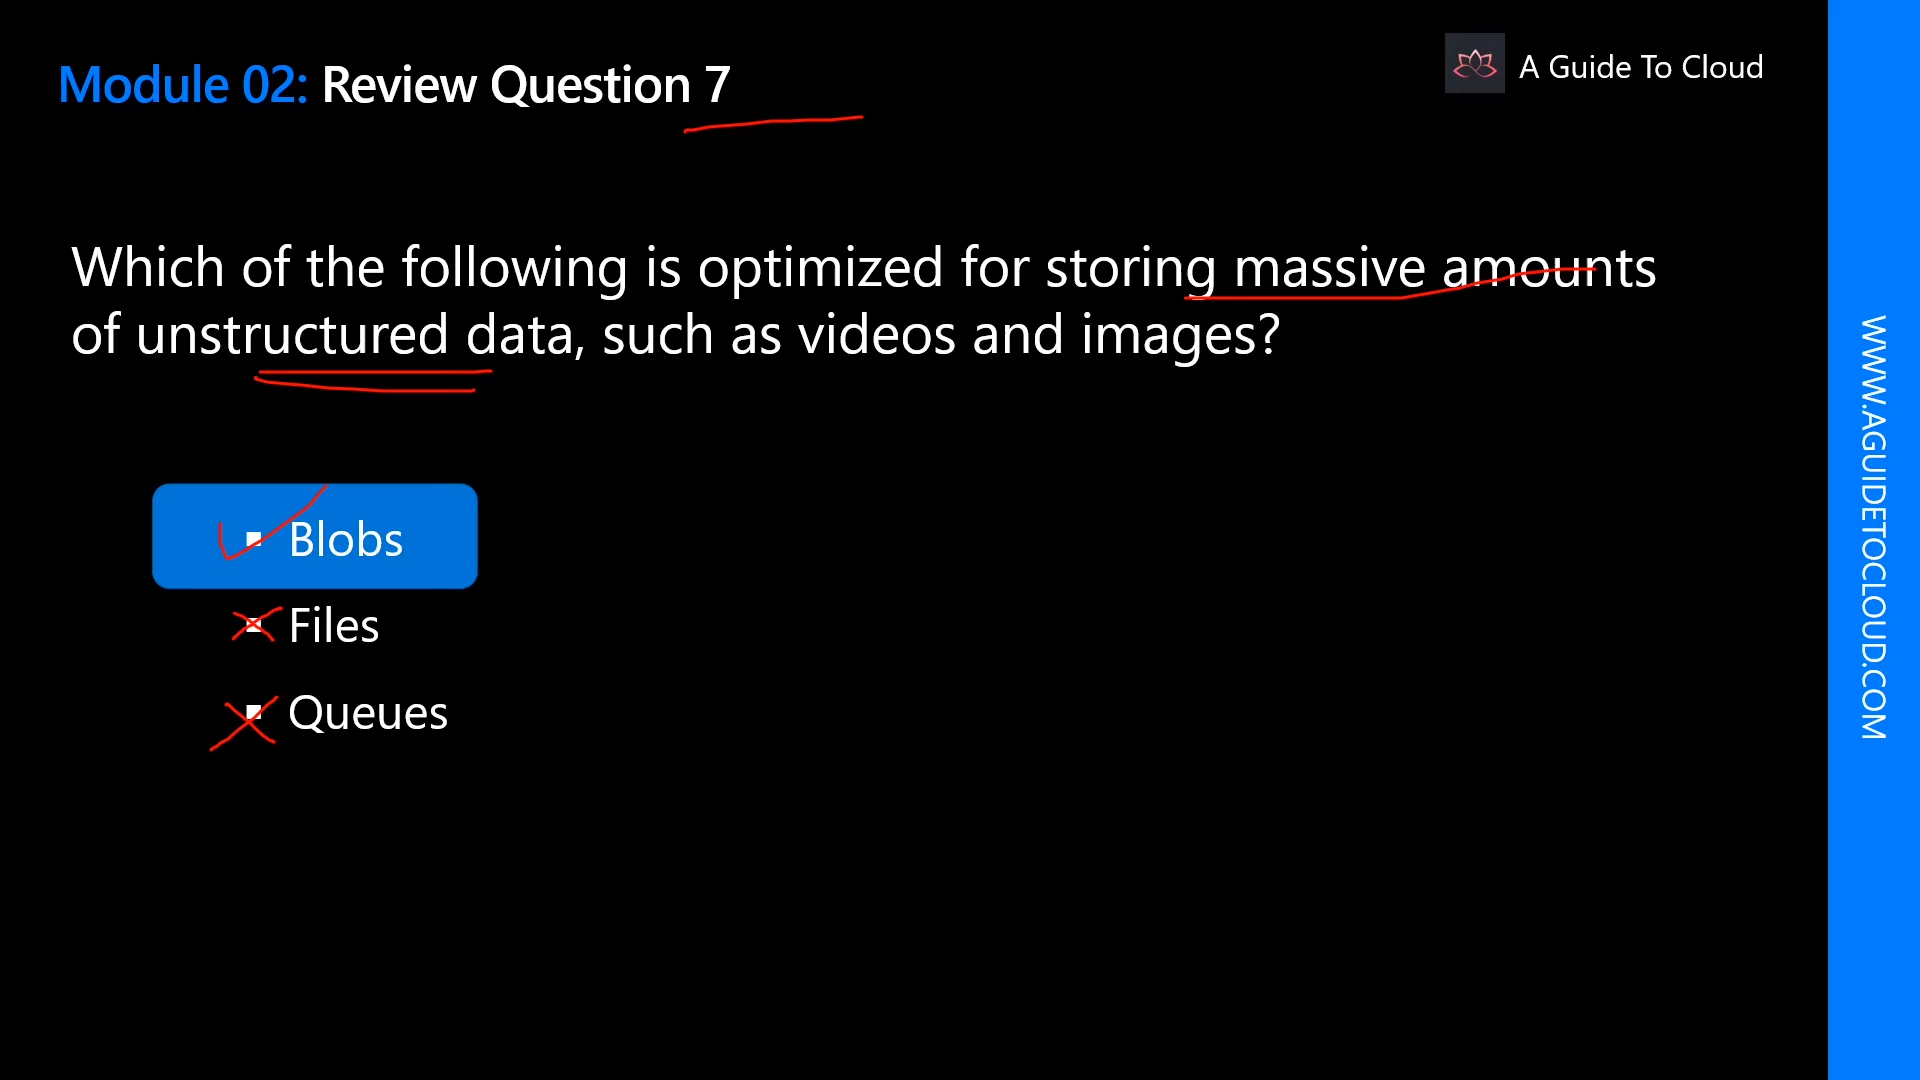 Module 02: Review Question 7
A Guide To Cloud
Which of the following is optimized for storing massive amounts
of unstructured data, such as videos and images?
▪ Blobs
▪ Files
▪ Queues
WWW.AGUIDETOCLOUD.COM